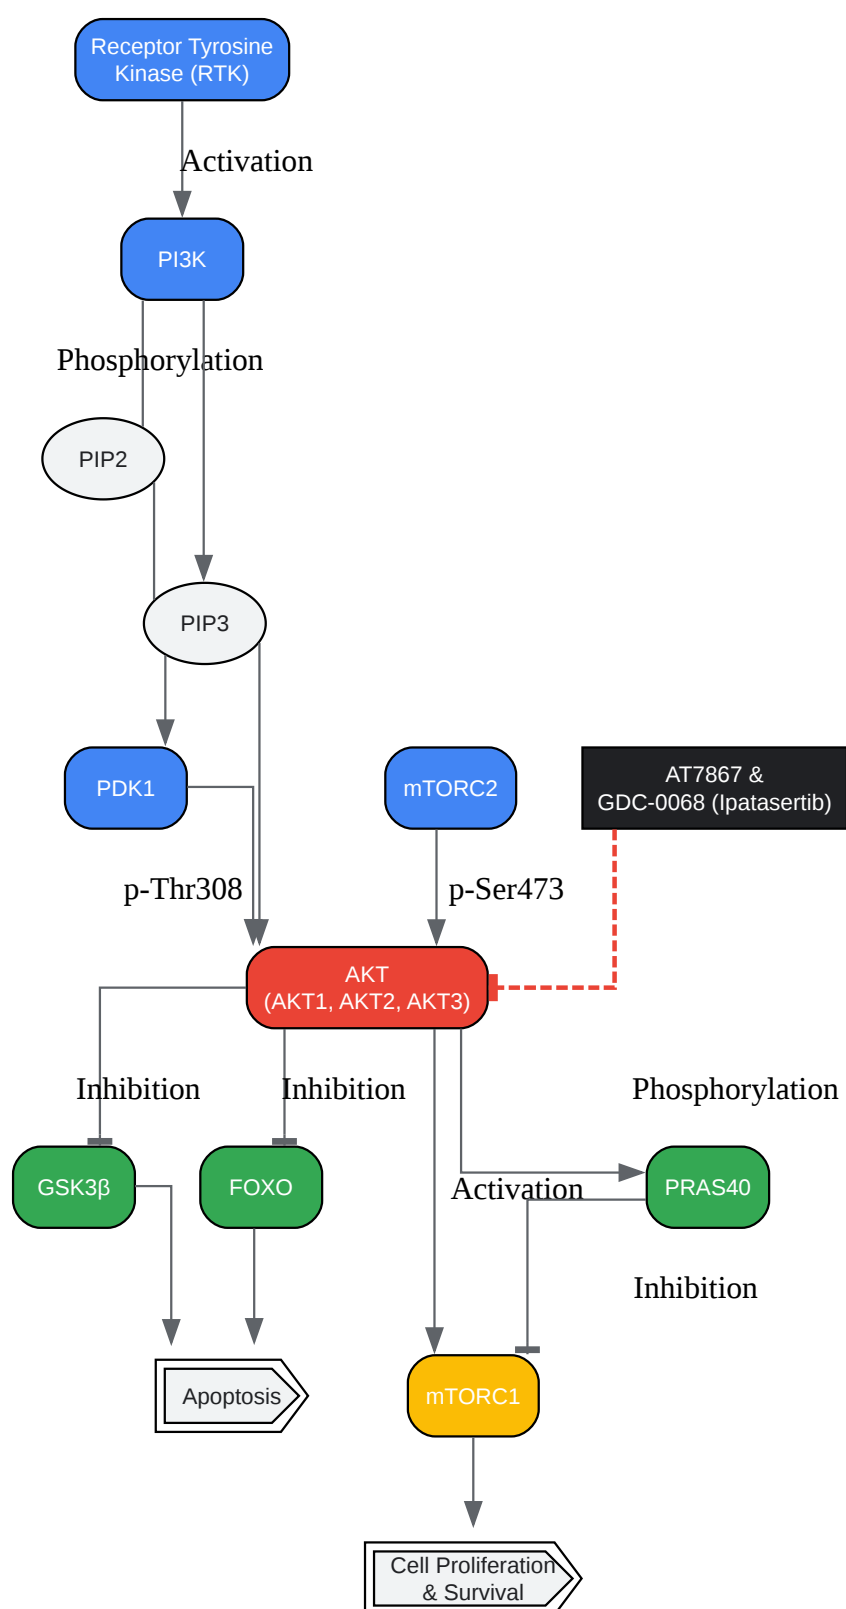 Receptor Tyrosine
Kinase (RTK)
Activation
PI3K
Phosphorylation
PIP2
PIP3
PDK1
mTORC2
AT7867 &
GDC-0068 (Ipatasertib)
p-Thr308
p-Ser473
AKT
(AKT1, AKT2, AKT3)
Inhibition
Inhibition
Phosphorylation
GSK3β
FOXO
Activation
PRAS40
Inhibition
Apoptosis
mTORC1
Cell Proliferation
& Survival